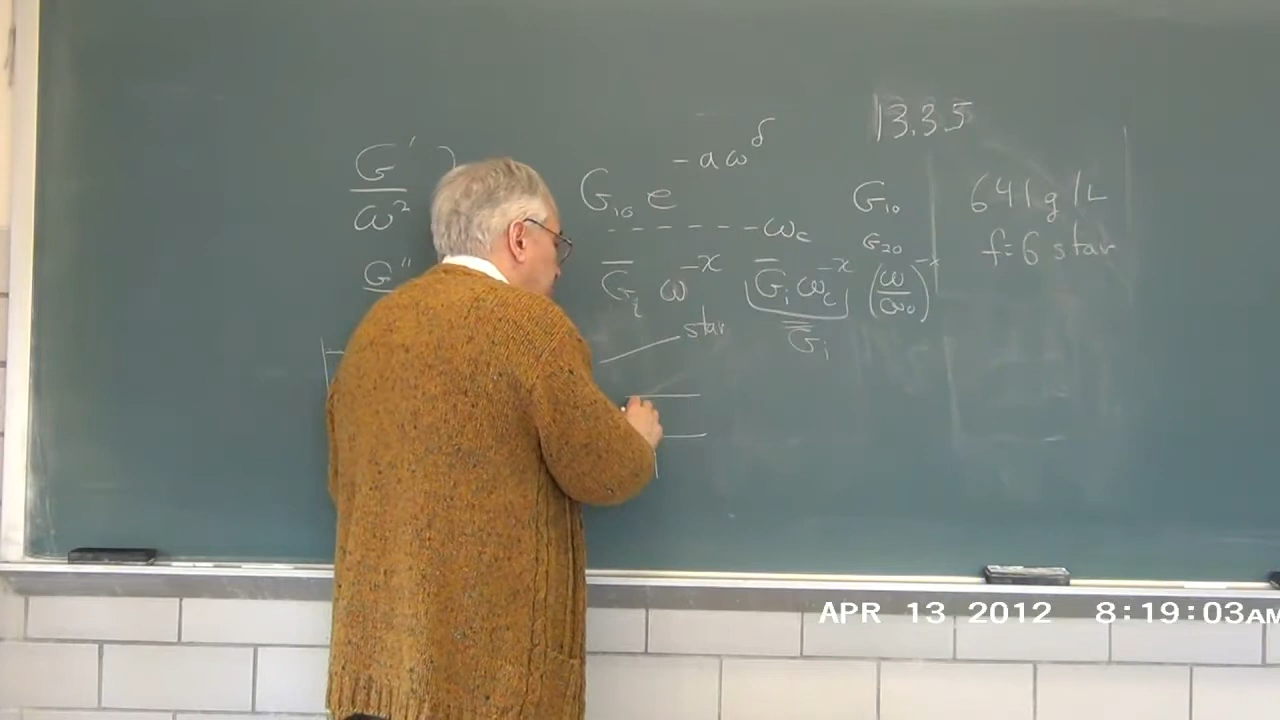 13.3.5
G'
ω²
G₁₀ e^{-aω^δ}
G₁₀
641 g/L
------ω_c
G₂₀
f=6 star
G"
Ḡ ω^{-x}
Ḡᵢ ω_c^{-x}
(ω/ω₀)^{-x}
star
G̿ᵢ
APR 13 2012 8:19:03AM